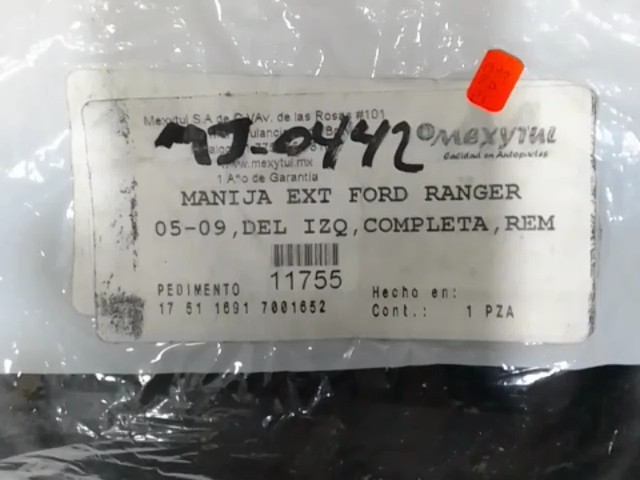 Mexytul S.A de C.V Av. de las Rosas #101
MJ-0442
mexytul
Calidad en Autopartes
www.mexytul.mx
1 Año de Garantia
MANIJA EXT FORD RANGER
05-09,DEL IZQ,COMPLETA,REM
11755
PEDIMENTO
Hecho en:
17 51 1691 7001652
Cont.: 1 PZA